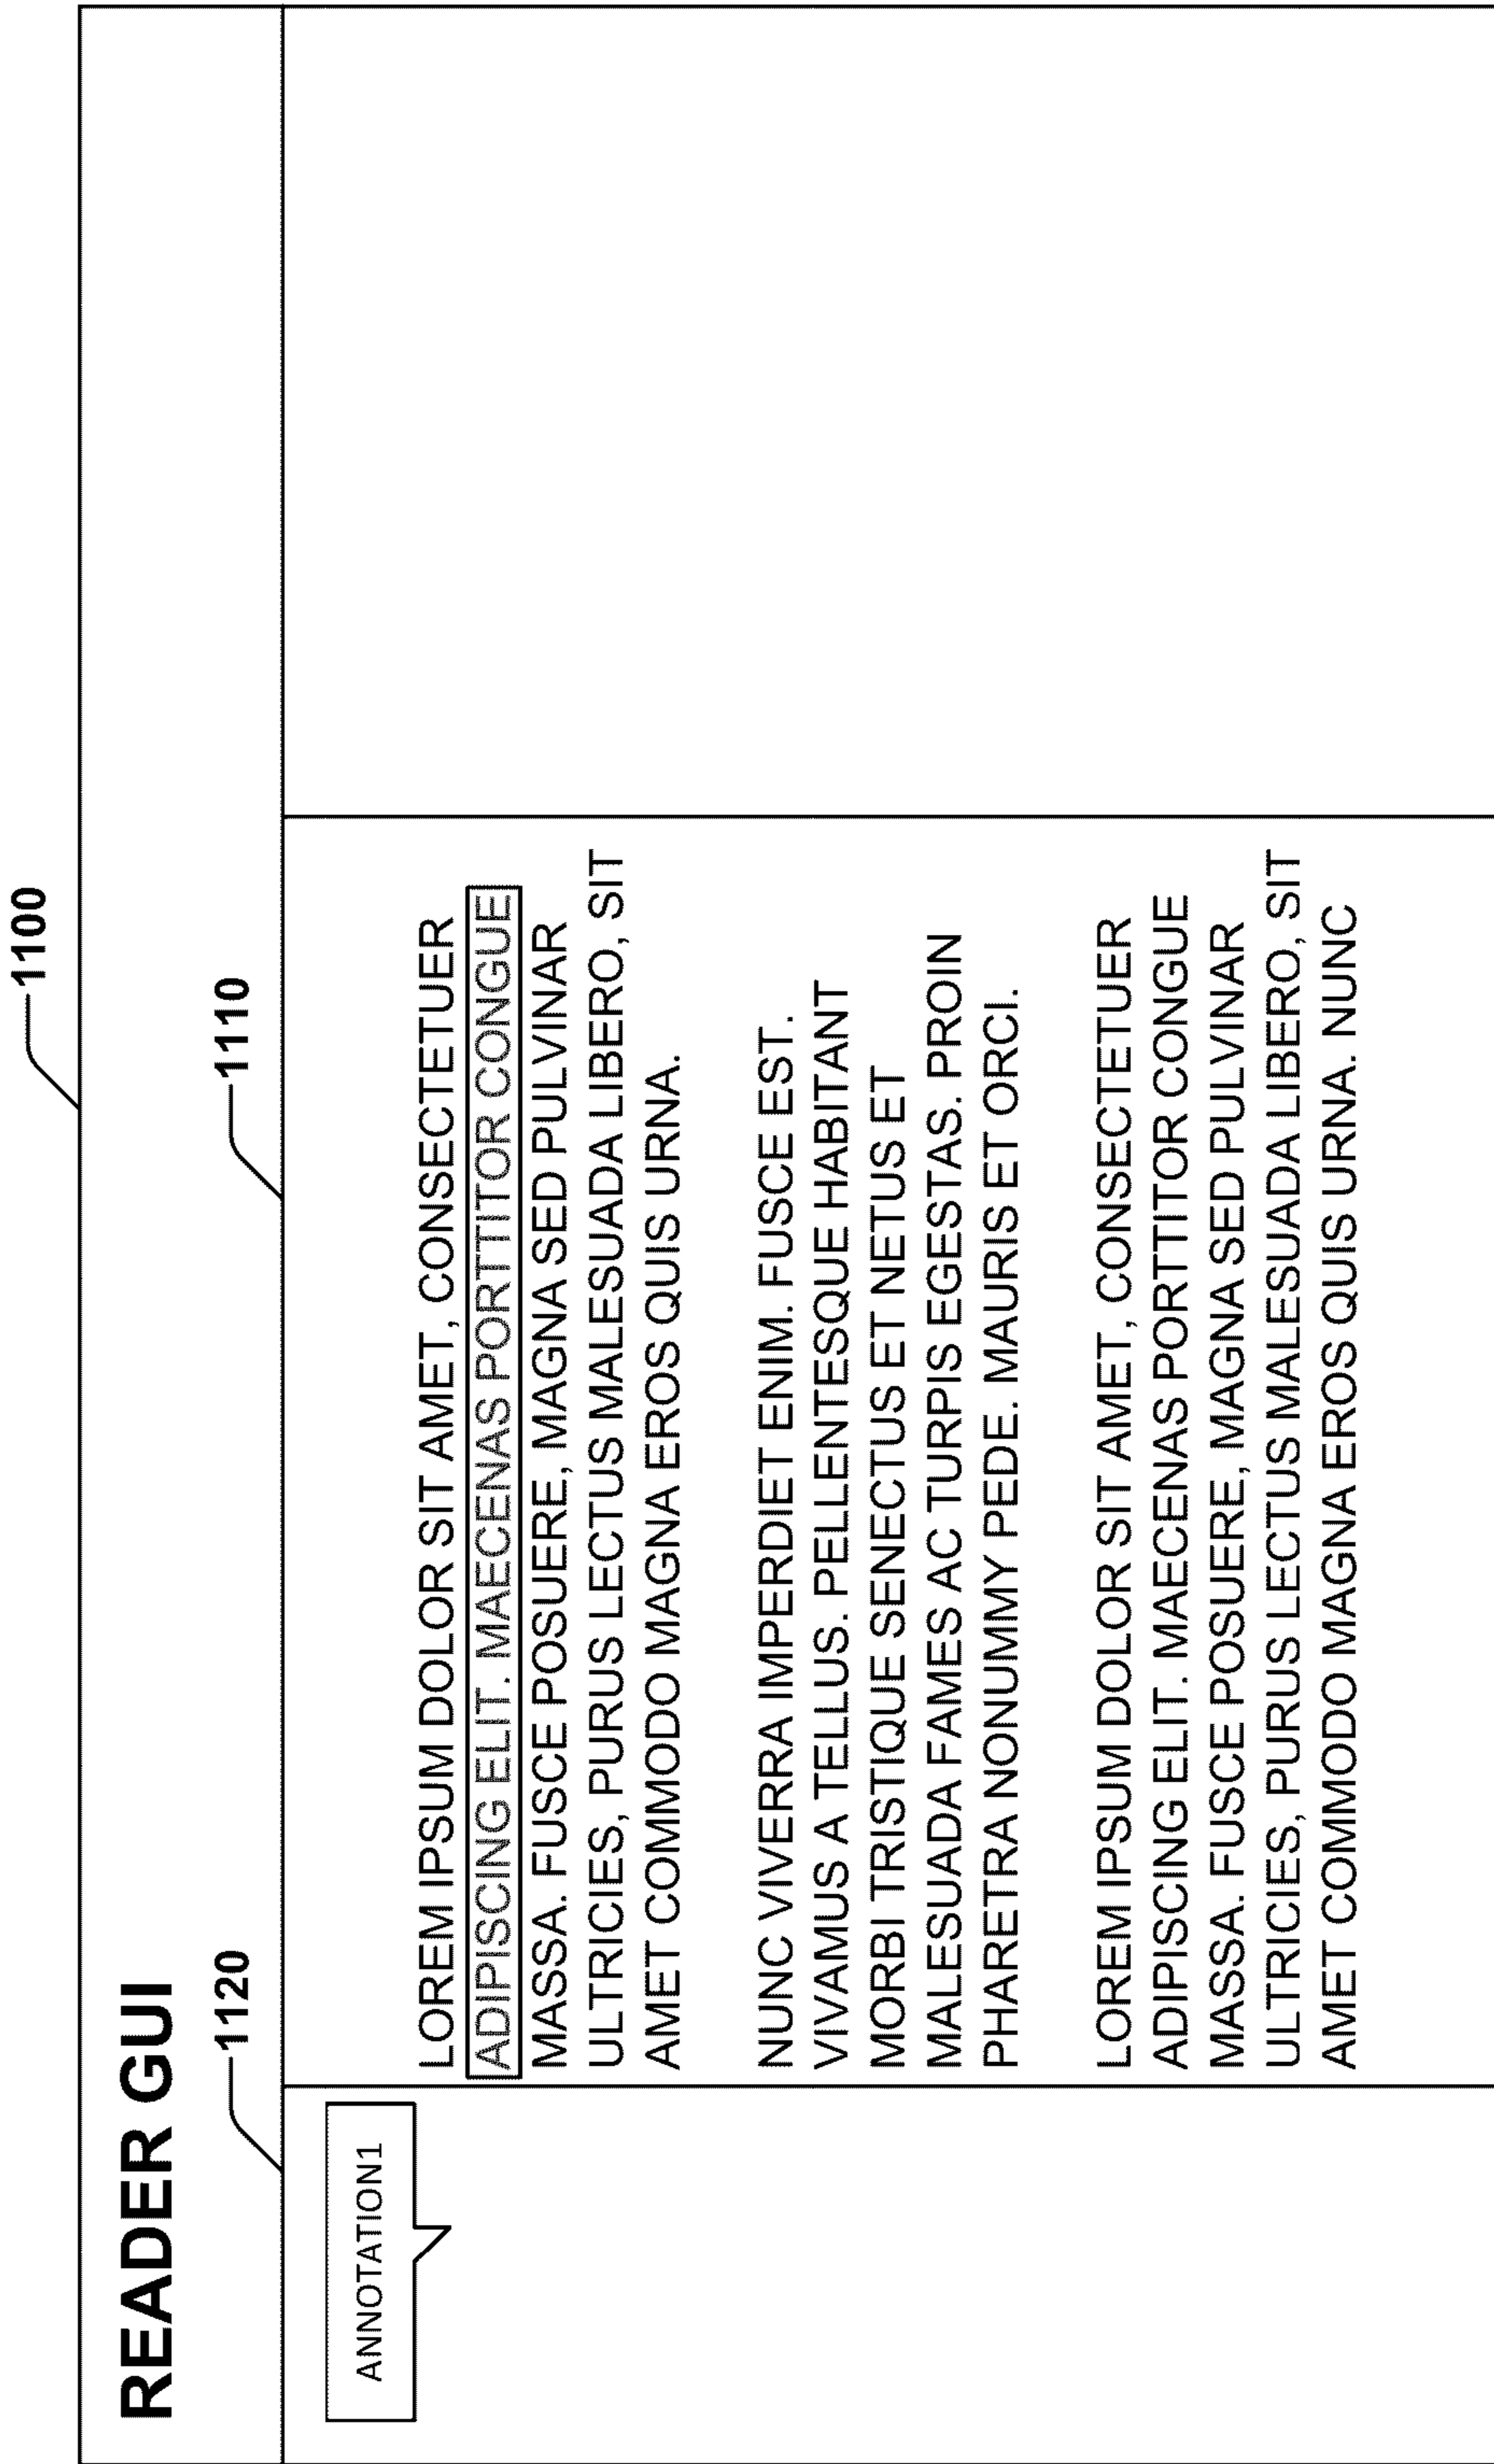 1100
READER GUI
1120
1110
ANNOTATION1
LOREM IPSUM DOLOR SIT AMET, CONSECTETUER
ADIPISCING ELIT. MAECENAS PORTTITOR CONGUE
MASSA. FUSCE POSUERE, MAGNA SED PULVINAR
ULTRICIES, PURUS LECTUS MALESUADA LIBERO, SIT
AMET COMMODO MAGNA EROS QUIS URNA.
NUNC VIVERRA IMPERDIET ENIM. FUSCE EST.
VIVAMUS A TELLUS. PELLENTESQUE HABITANT
MORBI TRISTIQUE SENECTUS ET NETUS ET
MALESUADA FAMES AC TURPIS EGESTAS. PROIN
PHARETRA NONUMMY PEDE. MAURIS ET ORCI.
LOREM IPSUM DOLOR SIT AMET, CONSECTETUER
ADIPISCING ELIT. MAECENAS PORTTITOR CONGUE
MASSA. FUSCE POSUERE, MAGNA SED PULVINAR
ULTRICIES, PURUS LECTUS MALESUADA LIBERO, SIT
AMET COMMODO MAGNA EROS QUIS URNA. NUNC